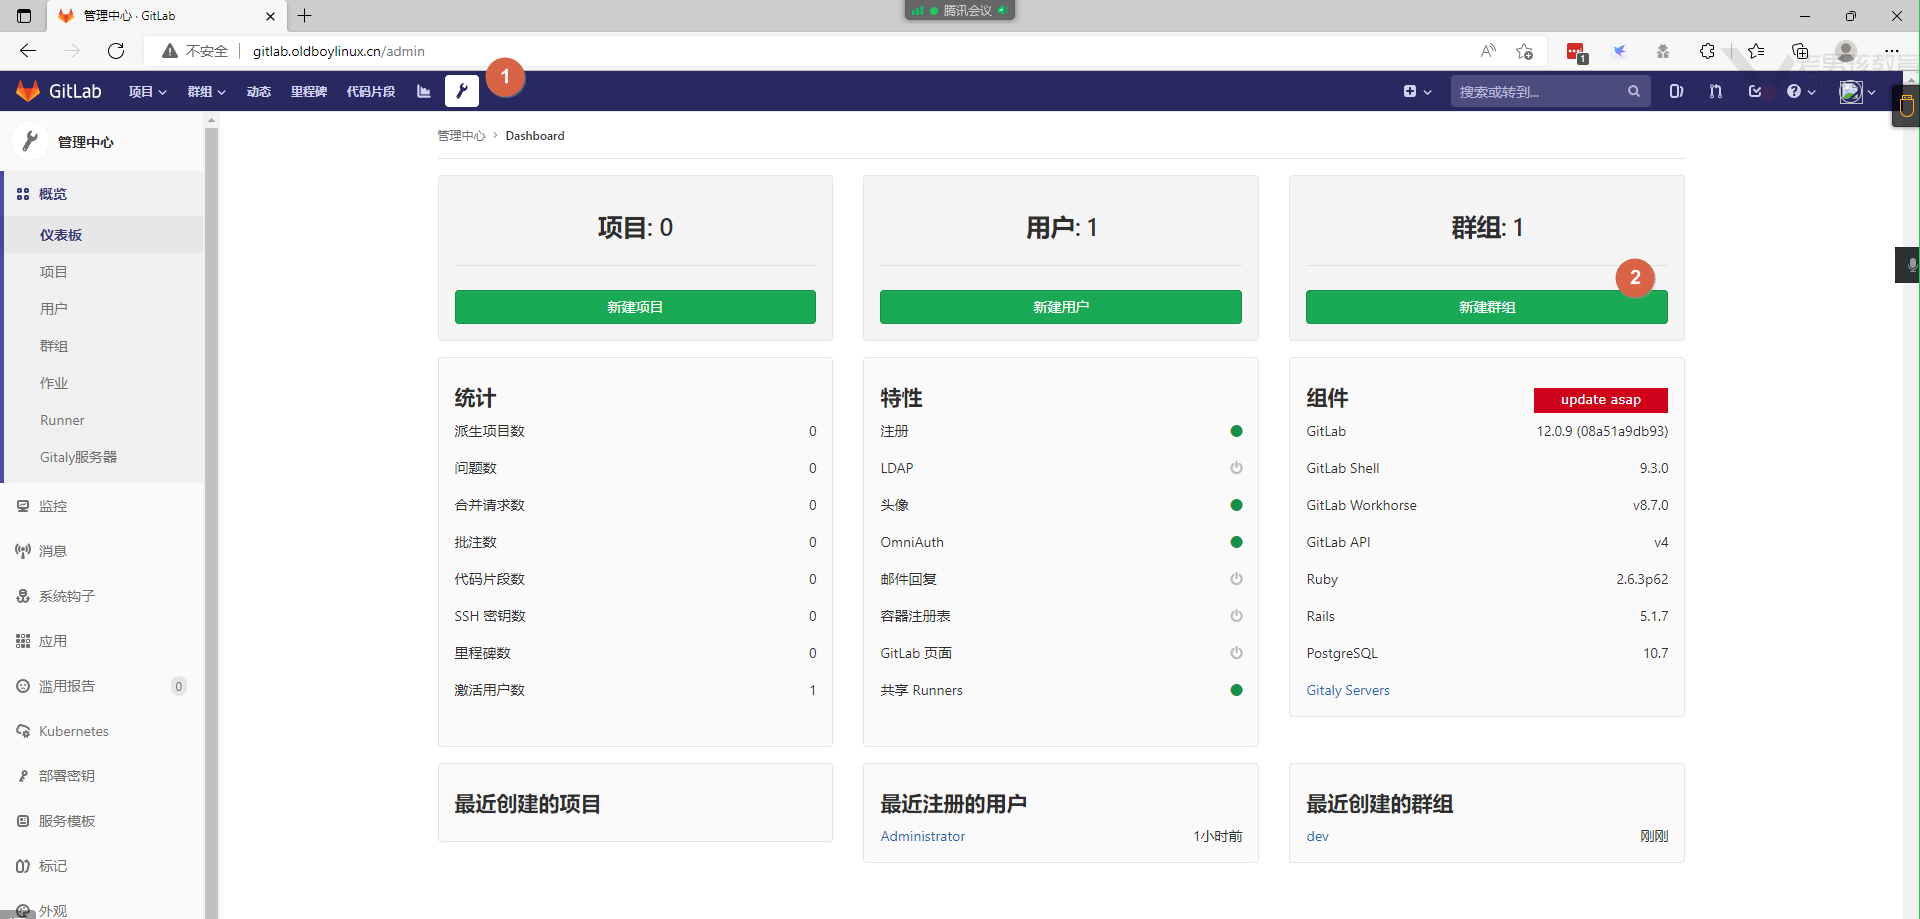 管理中心 · GitLab
腾讯会议
不安全
gitlab.oldboylinux.cn/admin
1
GitLab
项目
群组
动态
里程碑
代码片段
1
搜索或转到...
管理中心
管理中心 > Dashboard
概览
仪表板
项目
用户
群组
作业
Runner
Gitaly服务器
监控
消息
系统钩子
应用
滥用报告 0
Kubernetes
部署密钥
服务模板
标记
外观
项目: 0
新建项目
用户: 1
新建用户
群组: 1
2
新建群组
统计
派生项目数 0
问题数 0
合并请求数 0
批注数 0
代码片段数 0
SSH 密钥数 0
里程碑数 0
激活用户数 1
特性
注册
LDAP
头像
OmniAuth
邮件回复
容器注册表
GitLab 页面
共享 Runners
组件 update asap
GitLab 12.0.9 (08a51a9db93)
GitLab Shell 9.3.0
GitLab Workhorse v8.7.0
GitLab API v4
Ruby 2.6.3p62
Rails 5.1.7
PostgreSQL 10.7
Gitaly Servers
最近创建的项目
最近注册的用户
Administrator 1小时前
最近创建的群组
dev 刚刚